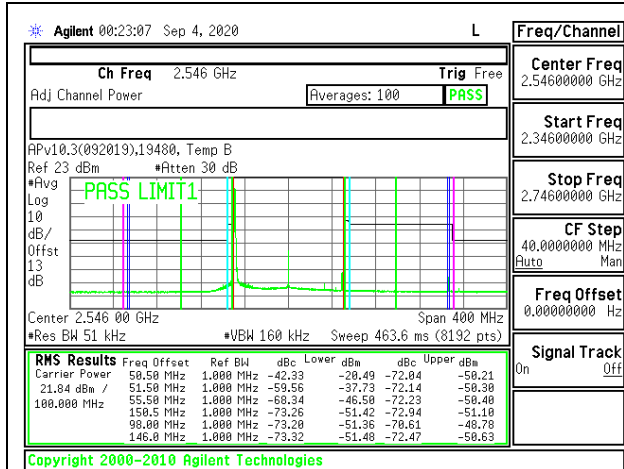 Agilent 00:23:07 Sep 4, 2020 L
Freq/Channel
Ch Freq 2.546 GHz Trig Free
Adj Channel Power Averages: 100 PASS
Center Freq
2.54600000 GHz
Start Freq
2.34600000 GHz
Stop Freq
2.74600000 GHz
CF Step
40.0000000 MHz
Auto Man
Freq Offset
0.00000000 Hz
Signal Track
On Off
APv10.3(092019),19480, Temp B
Ref 23 dBm #Atten 30 dB
#Avg
Log
10
dB/
Offst
13
dB
PASS LIMIT1
Center 2.546 00 GHz Span 400 MHz
#Res BW 51 kHz #VBW 160 kHz Sweep 463.6 ms (8192 pts)
RMS Results Freq Offset Ref BW dBc Lower dBm dBc Upper dBm
Carrier Power 50.50 MHz 1.000 MHz -42.33 -20.49 -72.04 -50.21
21.84 dBm / 51.50 MHz 1.000 MHz -59.56 -37.73 -72.14 -50.30
100.000 MHz 55.50 MHz 1.000 MHz -68.34 -46.50 -72.23 -50.40
150.5 MHz 1.000 MHz -73.26 -51.42 -72.94 -51.10
98.00 MHz 1.000 MHz -73.20 -51.36 -70.61 -48.78
146.0 MHz 1.000 MHz -73.32 -51.48 -72.47 -50.63
Copyright 2000-2010 Agilent Technologies